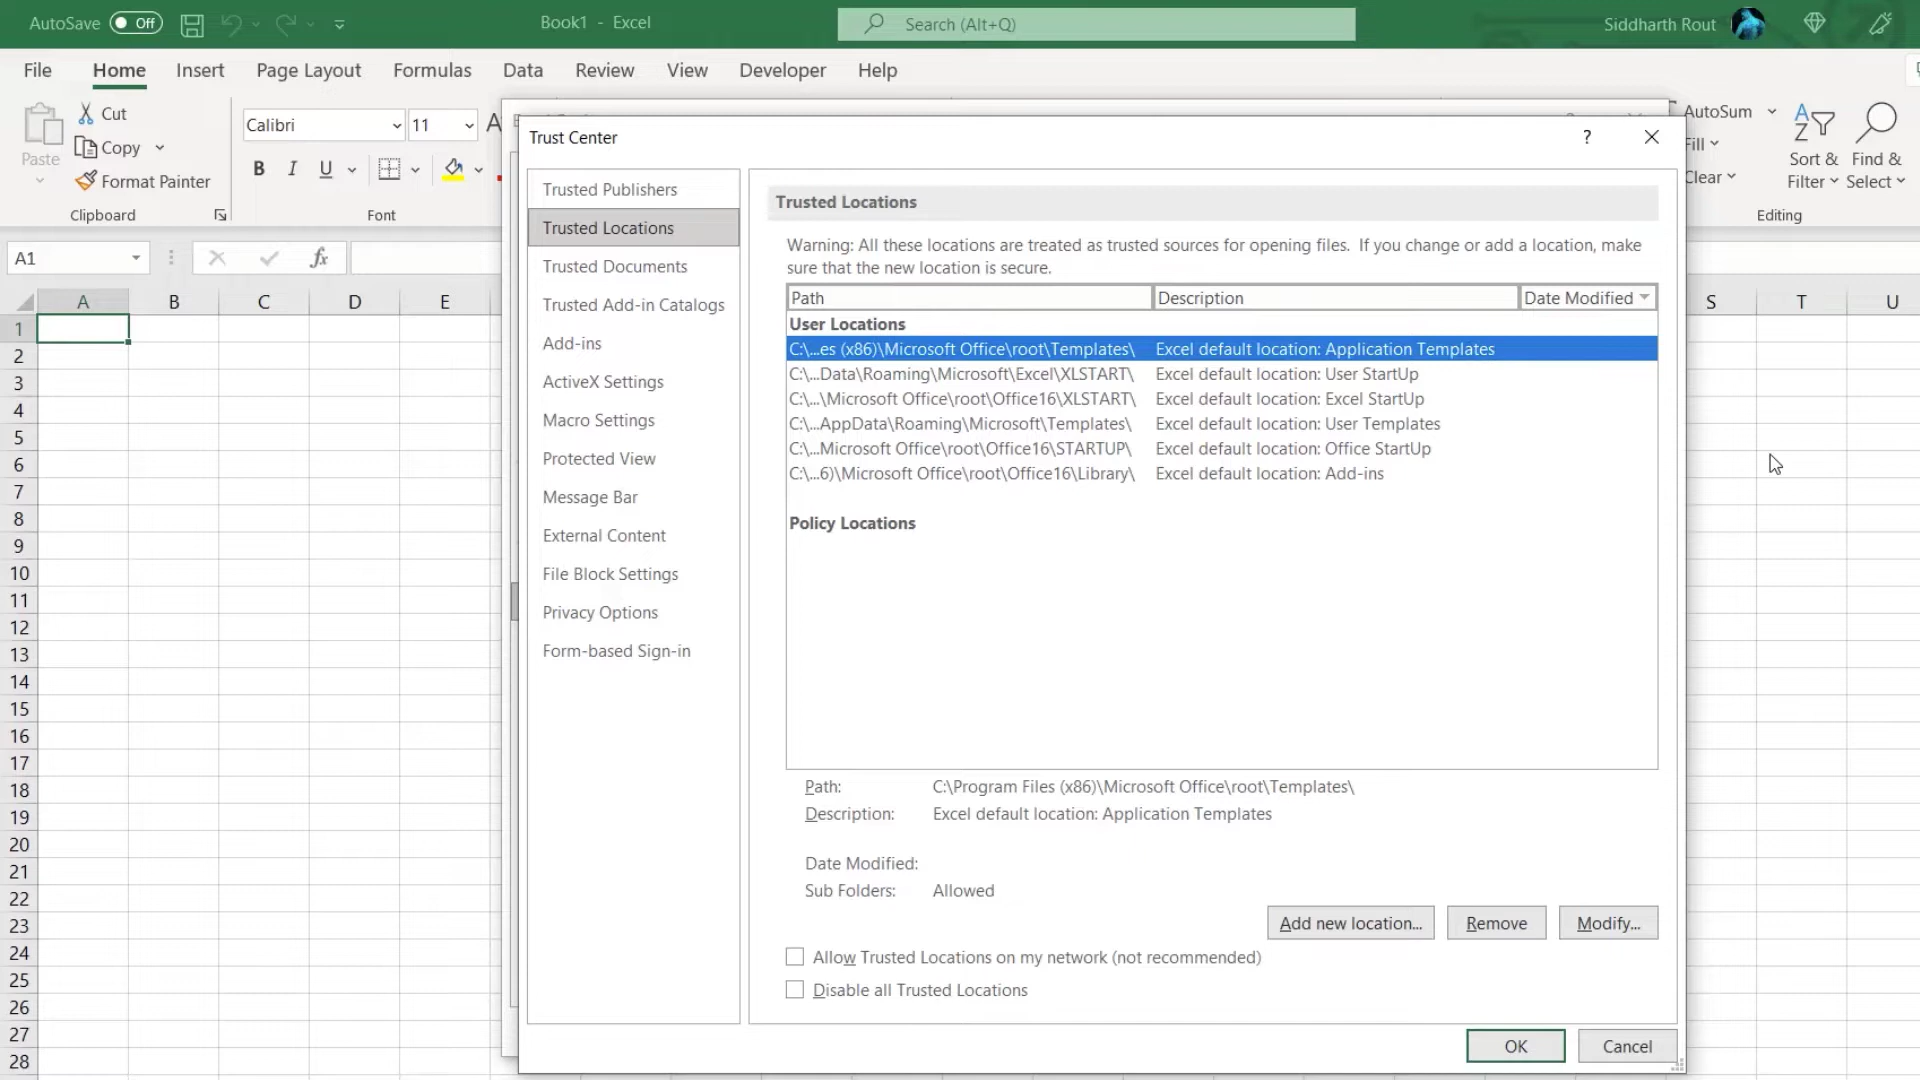 AutoSave Off
Book1 - Excel
Search (Alt+Q)
Siddharth Rout
File Home Insert Page Layout Formulas Data Review View Developer Help
Paste
Cut
Copy
Format Painter
Clipboard
Calibri 11
B I U
Font
AutoSum
Fill
Clear
Sort & Filter
Find & Select
Editing
A1
fx
A B C D E S T U
1
2
3
4
5
6
7
8
9
10
11
12
13
14
15
16
17
18
19
20
21
22
23
24
25
26
27
28
Trust Center ?
Trusted Publishers
Trusted Locations
Trusted Documents
Trusted Add-in Catalogs
Add-ins
ActiveX Settings
Macro Settings
Protected View
Message Bar
External Content
File Block Settings
Privacy Options
Form-based Sign-in
Trusted Locations
Warning: All these locations are treated as trusted sources for opening files. If you change or add a location, make
sure that the new location is secure.
Path Description Date Modified
User Locations
C:\...es (x86)\Microsoft Office\root\Templates\ Excel default location: Application Templates
C:\...Data\Roaming\Microsoft\Excel\XLSTART\ Excel default location: User StartUp
C:\...\Microsoft Office\root\Office16\XLSTART\ Excel default location: Excel StartUp
C:\...AppData\Roaming\Microsoft\Templates\ Excel default location: User Templates
C:\...Microsoft Office\root\Office16\STARTUP\ Excel default location: Office StartUp
C:\...6)\Microsoft Office\root\Office16\Library\ Excel default location: Add-ins
Policy Locations
Path: C:\Program Files (x86)\Microsoft Office\root\Templates\
Description: Excel default location: Application Templates
Date Modified:
Sub Folders: Allowed
Add new location... Remove Modify...
Allow Trusted Locations on my network (not recommended)
Disable all Trusted Locations
OK Cancel